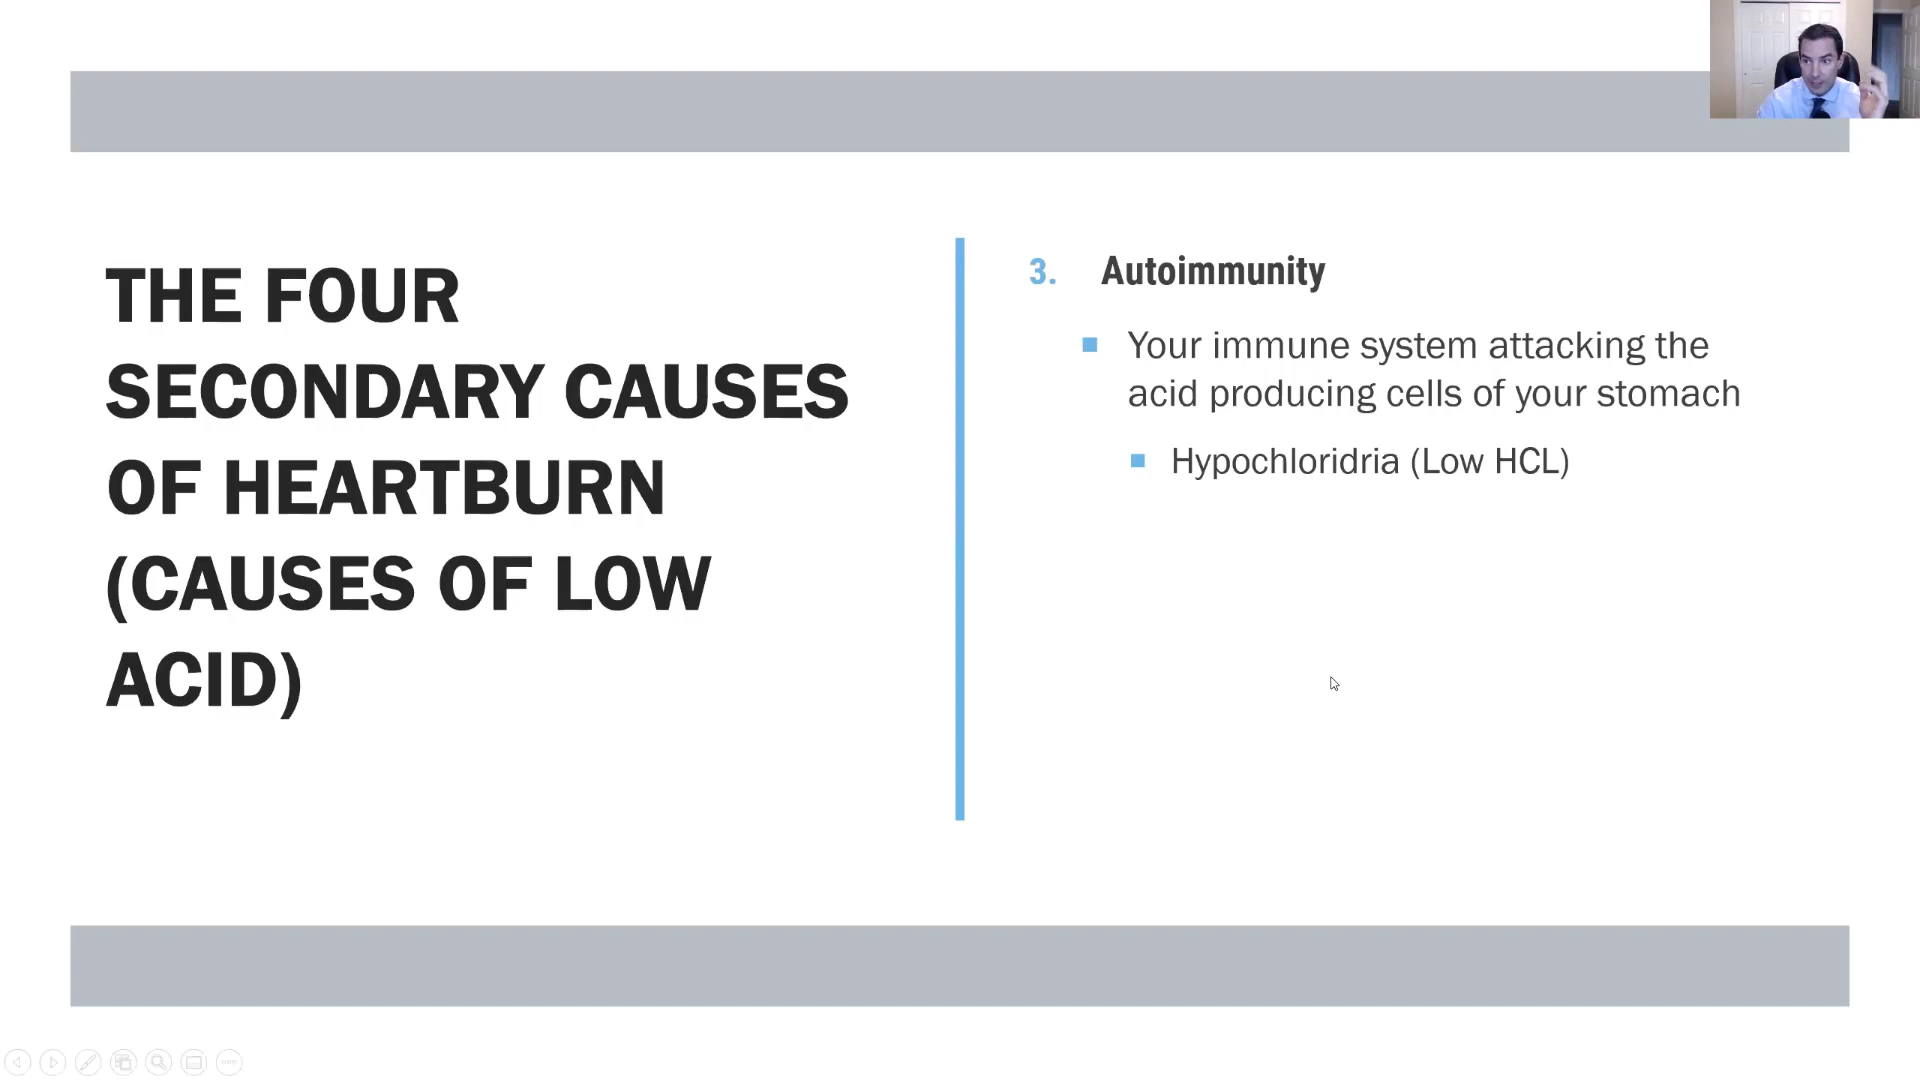 THE FOUR
SECONDARY CAUSES
OF HEARTBURN
(CAUSES OF LOW
ACID)
3. Autoimmunity
Your immune system attacking the
acid producing cells of your stomach
Hypochloridria (Low HCL)